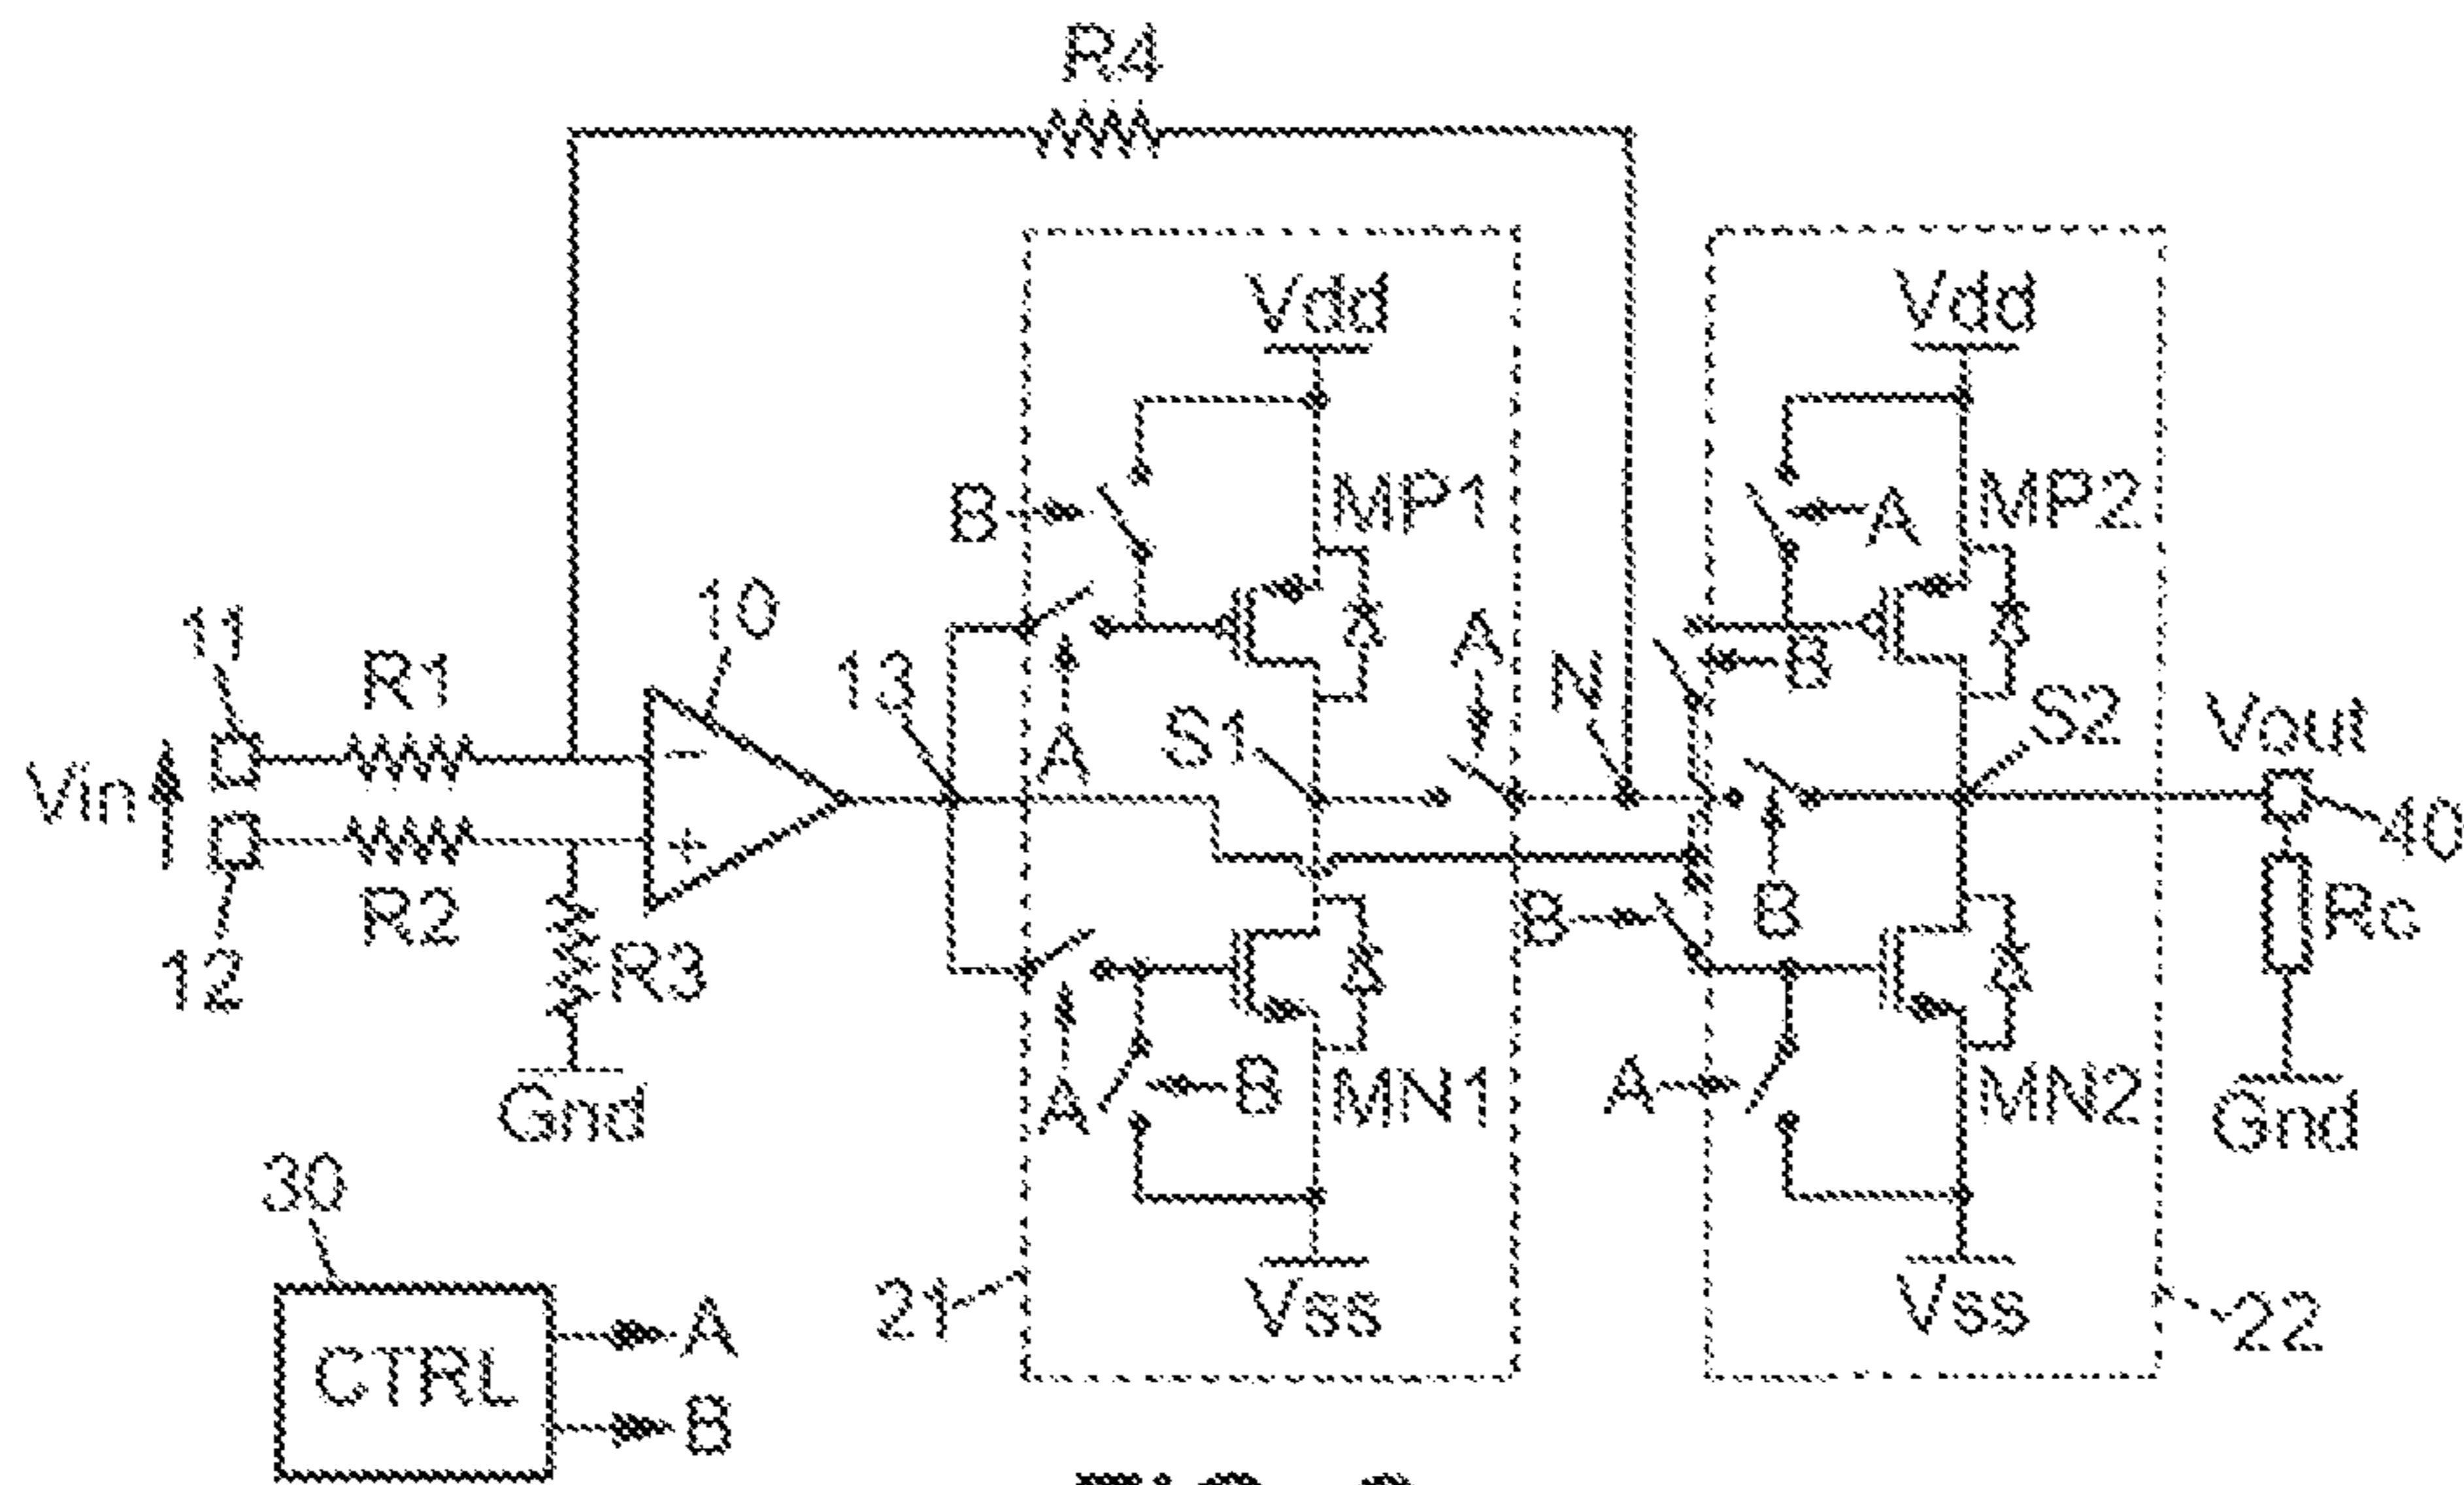 R4
Vdd
Vdd
B
MP1
A
MP2
11
R1
10
13
A
N
B
S1
S2
Vout
Vin
-
+
A
40
12
R2
R3
B
B
Rc
Gnd
A
B
MN1
A
MN2
Gnd
30
CTRL
A
B
21
Vss
Vss
22